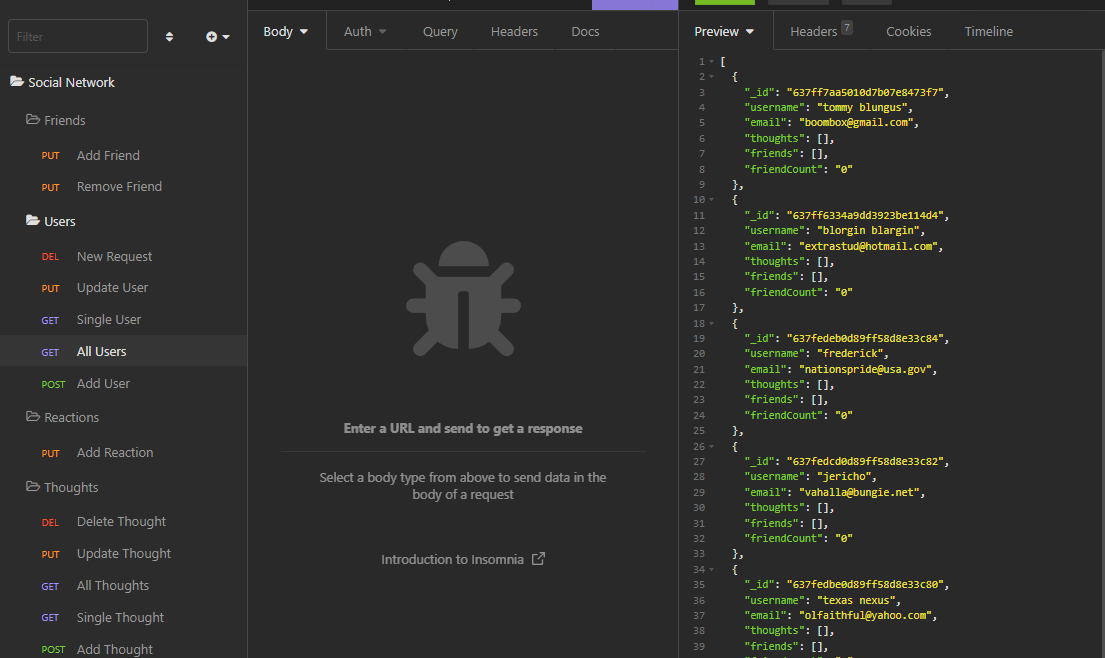 Filter
Social Network
Friends
PUT Add Friend
PUT Remove Friend
Users
DEL New Request
PUT Update User
GET Single User
GET All Users
POST Add User
Reactions
PUT Add Reaction
Thoughts
DEL Delete Thought
PUT Update Thought
GET All Thoughts
GET Single Thought
POST Add Thought
Body Auth Query Headers Docs
Enter a URL and send to get a response
Select a body type from above to send data in the
body of a request
Introduction to Insomnia
Preview Headers 7 Cookies Timeline
1 [
2 {
3 "_id": "637ff7aa5010d7b07e8473f7",
4 "username": "tommy blungus",
5 "email": "boombox@gmail.com",
6 "thoughts": [],
7 "friends": [],
8 "friendCount": "0"
9 },
10 {
11 "_id": "637ff6334a9dd3923be114d4",
12 "username": "blorgin blargin",
13 "email": "extrastud@hotmail.com",
14 "thoughts": [],
15 "friends": [],
16 "friendCount": "0"
17 },
18 {
19 "_id": "637fedeb0d89ff58d8e33c84",
20 "username": "frederick",
21 "email": "nationspride@usa.gov",
22 "thoughts": [],
23 "friends": [],
24 "friendCount": "0"
25 },
26 {
27 "_id": "637fedcd0d89ff58d8e33c82",
28 "username": "jericho",
29 "email": "vahalla@bungie.net",
30 "thoughts": [],
31 "friends": [],
32 "friendCount": "0"
33 },
34 {
35 "_id": "637fedbe0d89ff58d8e33c80",
36 "username": "texas nexus",
37 "email": "olfaithful@yahoo.com",
38 "thoughts": [],
39 "friends": [],